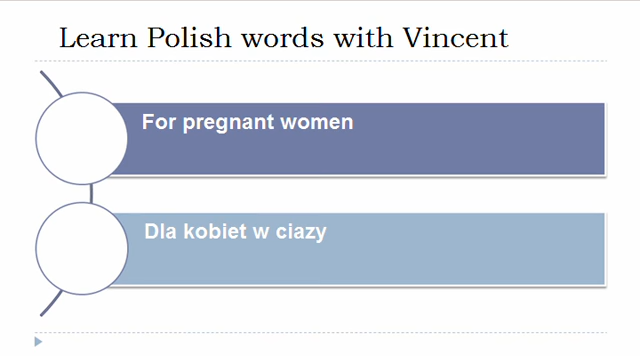 Learn Polish words with Vincent
For pregnant women
Dla kobiet w ciazy